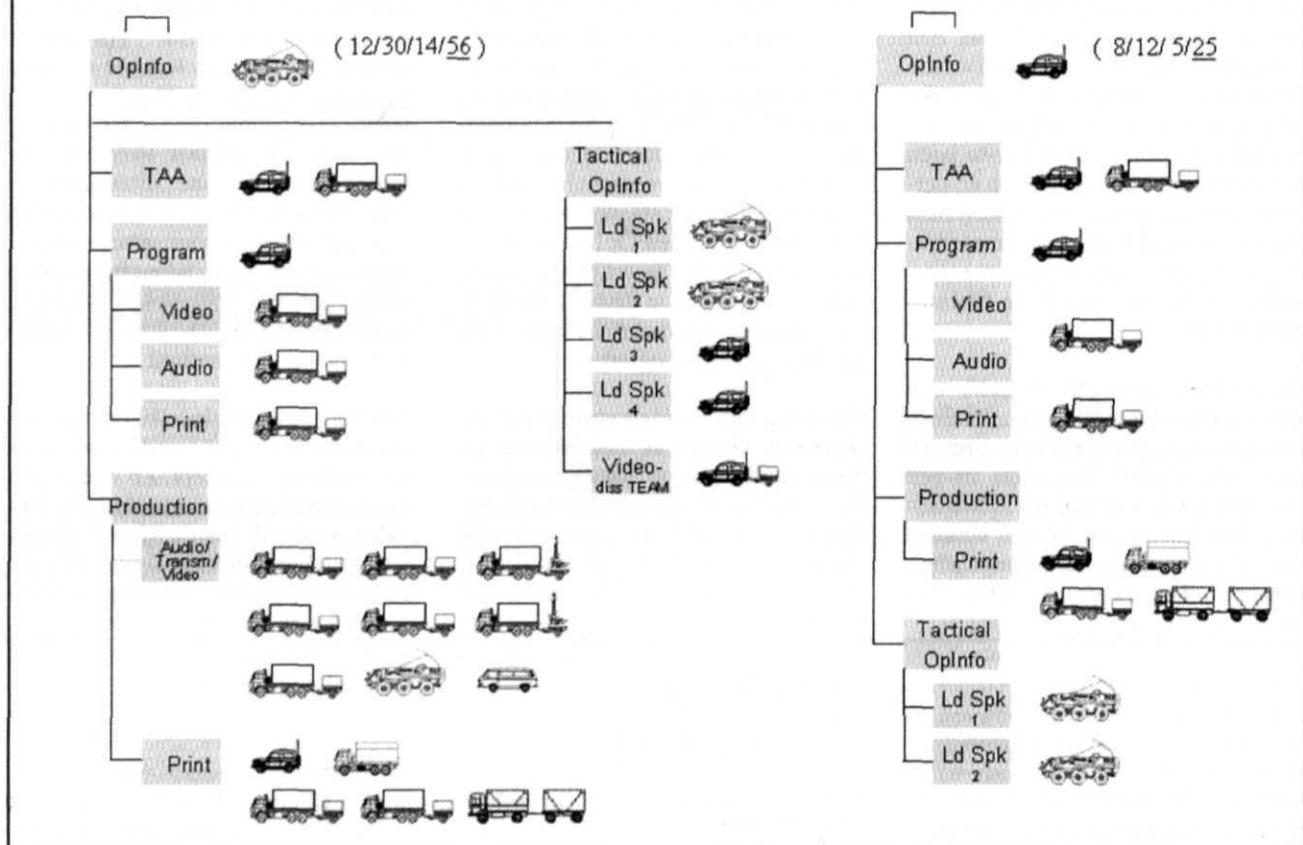 OpInfo
( 12/30/14/56 )
TAA
Program
Video
Audio
Print
Production
Audio/
Transm/
Video
Print
Tactical
OpInfo
Ld Spk
1
Ld Spk
2
Ld Spk
3
Ld Spk
4
Video-
diss TEAM
OpInfo
( 8/12/ 5/25
TAA
Program
Video
Audio
Print
Production
Print
Tactical
OpInfo
Ld Spk
1
Ld Spk
2